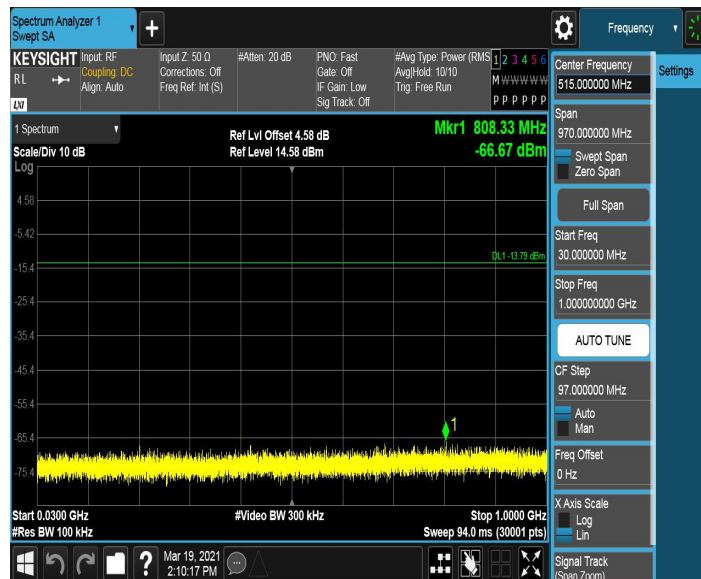 Spectrum Analyzer 1
Swept SA
Frequency
KEYSIGHT
RL
LXI
Input: RF
Coupling: DC
Align: Auto
Input Z: 50 Ω
Corrections: Off
Freq Ref: Int (S)
#Atten: 20 dB
PNO: Fast
Gate: Off
IF Gain: Low
Sig Track: Off
#Avg Type: Power (RMS
Avg|Hold: 10/10
Trig: Free Run
1 2 3 4 5 6
M W W W W W
P P P P P P
1 Spectrum
Scale/Div 10 dB
Log
Ref Lvl Offset 4.58 dB
Ref Level 14.58 dBm
Mkr1 808.33 MHz
-66.67 dBm
4.58
-5.42
-15.4
-25.4
-35.4
-45.4
-55.4
-65.4
-75.4
DL1 -13.79 dBm
1
Start 0.0300 GHz
#Res BW 100 kHz
#Video BW 300 kHz
Stop 1.0000 GHz
Sweep 94.0 ms (30001 pts)
Mar 19, 2021
2:10:17 PM
Center Frequency
515.000000 MHz
Span
970.000000 MHz
Swept Span
Zero Span
Full Span
Start Freq
30.000000 MHz
Stop Freq
1.000000000 GHz
AUTO TUNE
CF Step
97.000000 MHz
Auto
Man
Freq Offset
0 Hz
X Axis Scale
Log
Lin
Signal Track
(Span Zoom)
Settings